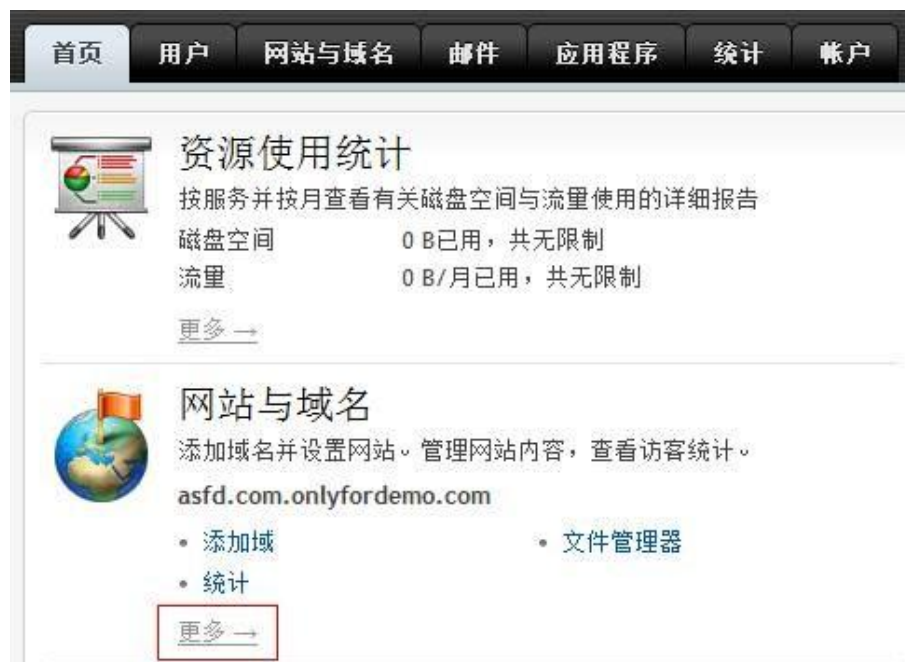 首页 用户 网站与域名 邮件 应用程序 统计 帐户
资源使用统计
按服务并按月查看有关磁盘空间与流量使用的详细报告
磁盘空间 0 B已用，共无限制
流量 0 B/月已用，共无限制
更多 →
网站与域名
添加域名并设置网站。管理网站内容，查看访客统计。
asfd.com.onlyfordemo.com
• 添加域 • 文件管理器
• 统计
更多 →